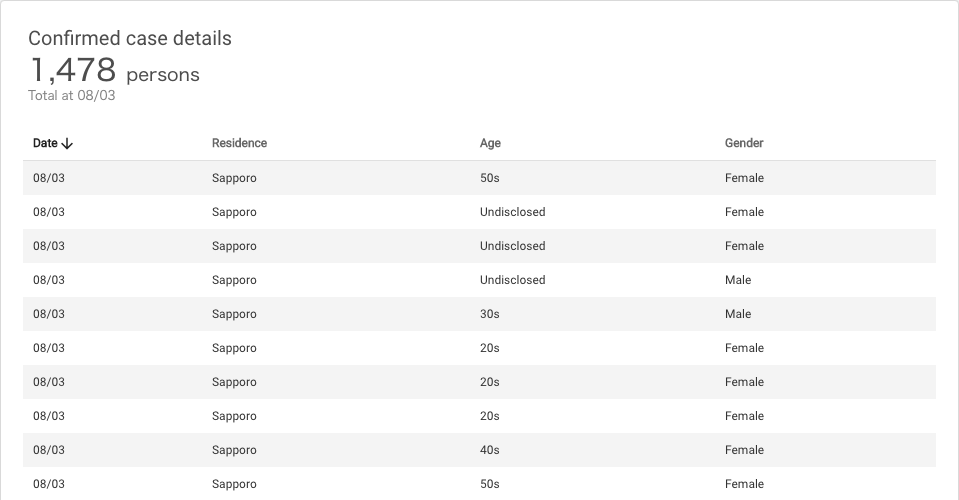 Confirmed case details
1,478 persons
Total at 08/03
Date Residence Age Gender
08/03 Sapporo 50s Female
08/03 Sapporo Undisclosed Female
08/03 Sapporo Undisclosed Female
08/03 Sapporo Undisclosed Male
08/03 Sapporo 30s Male
08/03 Sapporo 20s Female
08/03 Sapporo 20s Female
08/03 Sapporo 20s Female
08/03 Sapporo 40s Female
08/03 Sapporo 50s Female